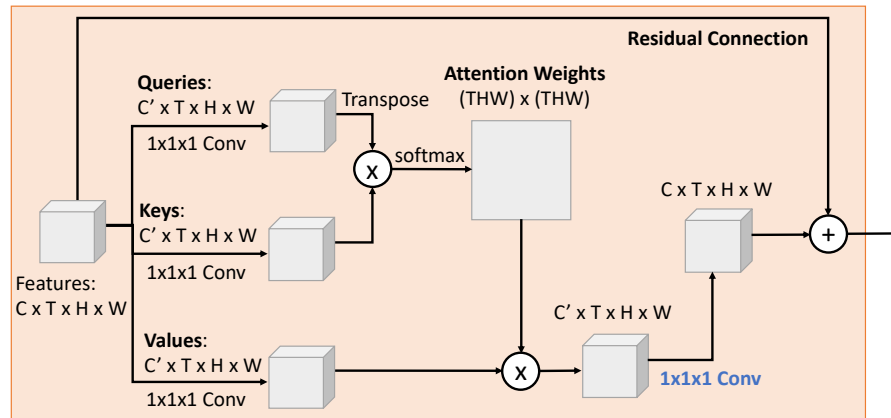 Residual Connection
Queries:
C' x T x H x W
1x1x1 Conv
Transpose
Attention Weights
(THW) x (THW)
x
softmax
Keys:
C' x T x H x W
1x1x1 Conv
Features:
C x T x H x W
C x T x H x W
+
Values:
C' x T x H x W
1x1x1 Conv
x
C' x T x H x W
1x1x1 Conv